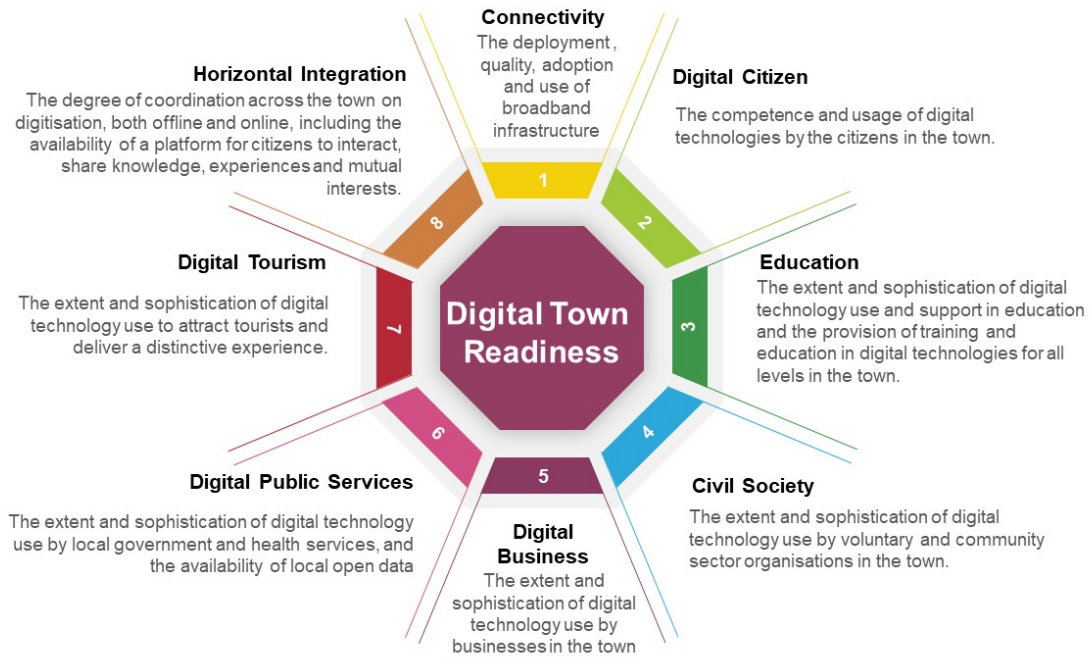 Connectivity
The deployment,
quality, adoption
and use of
broadband
infrastructure
1
Digital Citizen
The competence and usage of digital
technologies by the citizens in the town.
2
Education
The extent and sophistication of digital
technology use and support in education
and the provision of training and
education in digital technologies for all
levels in the town.
3
Civil Society
The extent and sophistication of digital
technology use by voluntary and community
sector organisations in the town.
4
Digital
Business
The extent and
sophistication of digital
technology use by
businesses in the town
5
Digital Public Services
The extent and sophistication of digital technology
use by local government and health services, and
the availability of local open data
6
Digital Tourism
The extent and sophistication of digital
technology use to attract tourists and
deliver a distinctive experience.
7
Horizontal Integration
The degree of coordination across the town on
digitisation, both offline and online, including the
availability of a platform for citizens to interact,
share knowledge, experiences and mutual
interests.
8
Digital Town
Readiness